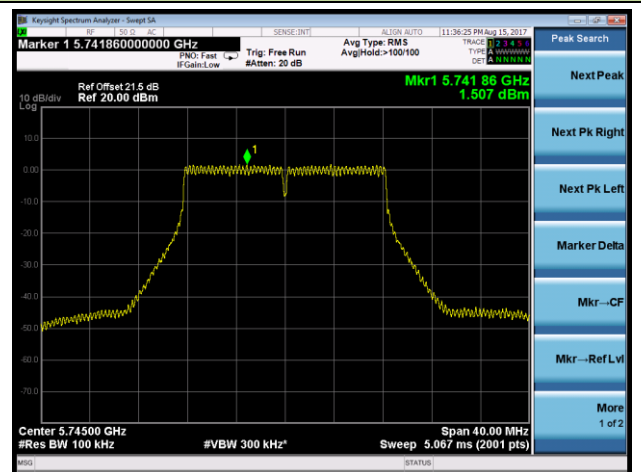 Keysight Spectrum Analyzer - Swept SA
RF 50 Ω AC SENSE:INT ALIGN AUTO 11:36:25 PM Aug 15, 2017
Marker 1 5.741860000000 GHz
PNO: Fast
IFGain:Low
Trig: Free Run
#Atten: 20 dB
Avg Type: RMS
Avg|Hold:>100/100
TRACE 1 2 3 4 5 6
TYPE A WWWWW
DET A N N N N N
Peak Search
Ref Offset 21.5 dB
10 dB/div Ref 20.00 dBm
Log
Mkr1 5.741 86 GHz
1.507 dBm
Next Peak
10.0
1
Next Pk Right
0.00
-10.0
Next Pk Left
-20.0
Marker Delta
-30.0
-40.0
Mkr→CF
-50.0
-60.0
Mkr→Ref Lvl
-70.0
More
1 of 2
Center 5.74500 GHz Span 40.00 MHz
#Res BW 100 kHz #VBW 300 kHz* Sweep 5.067 ms (2001 pts)
MSG STATUS